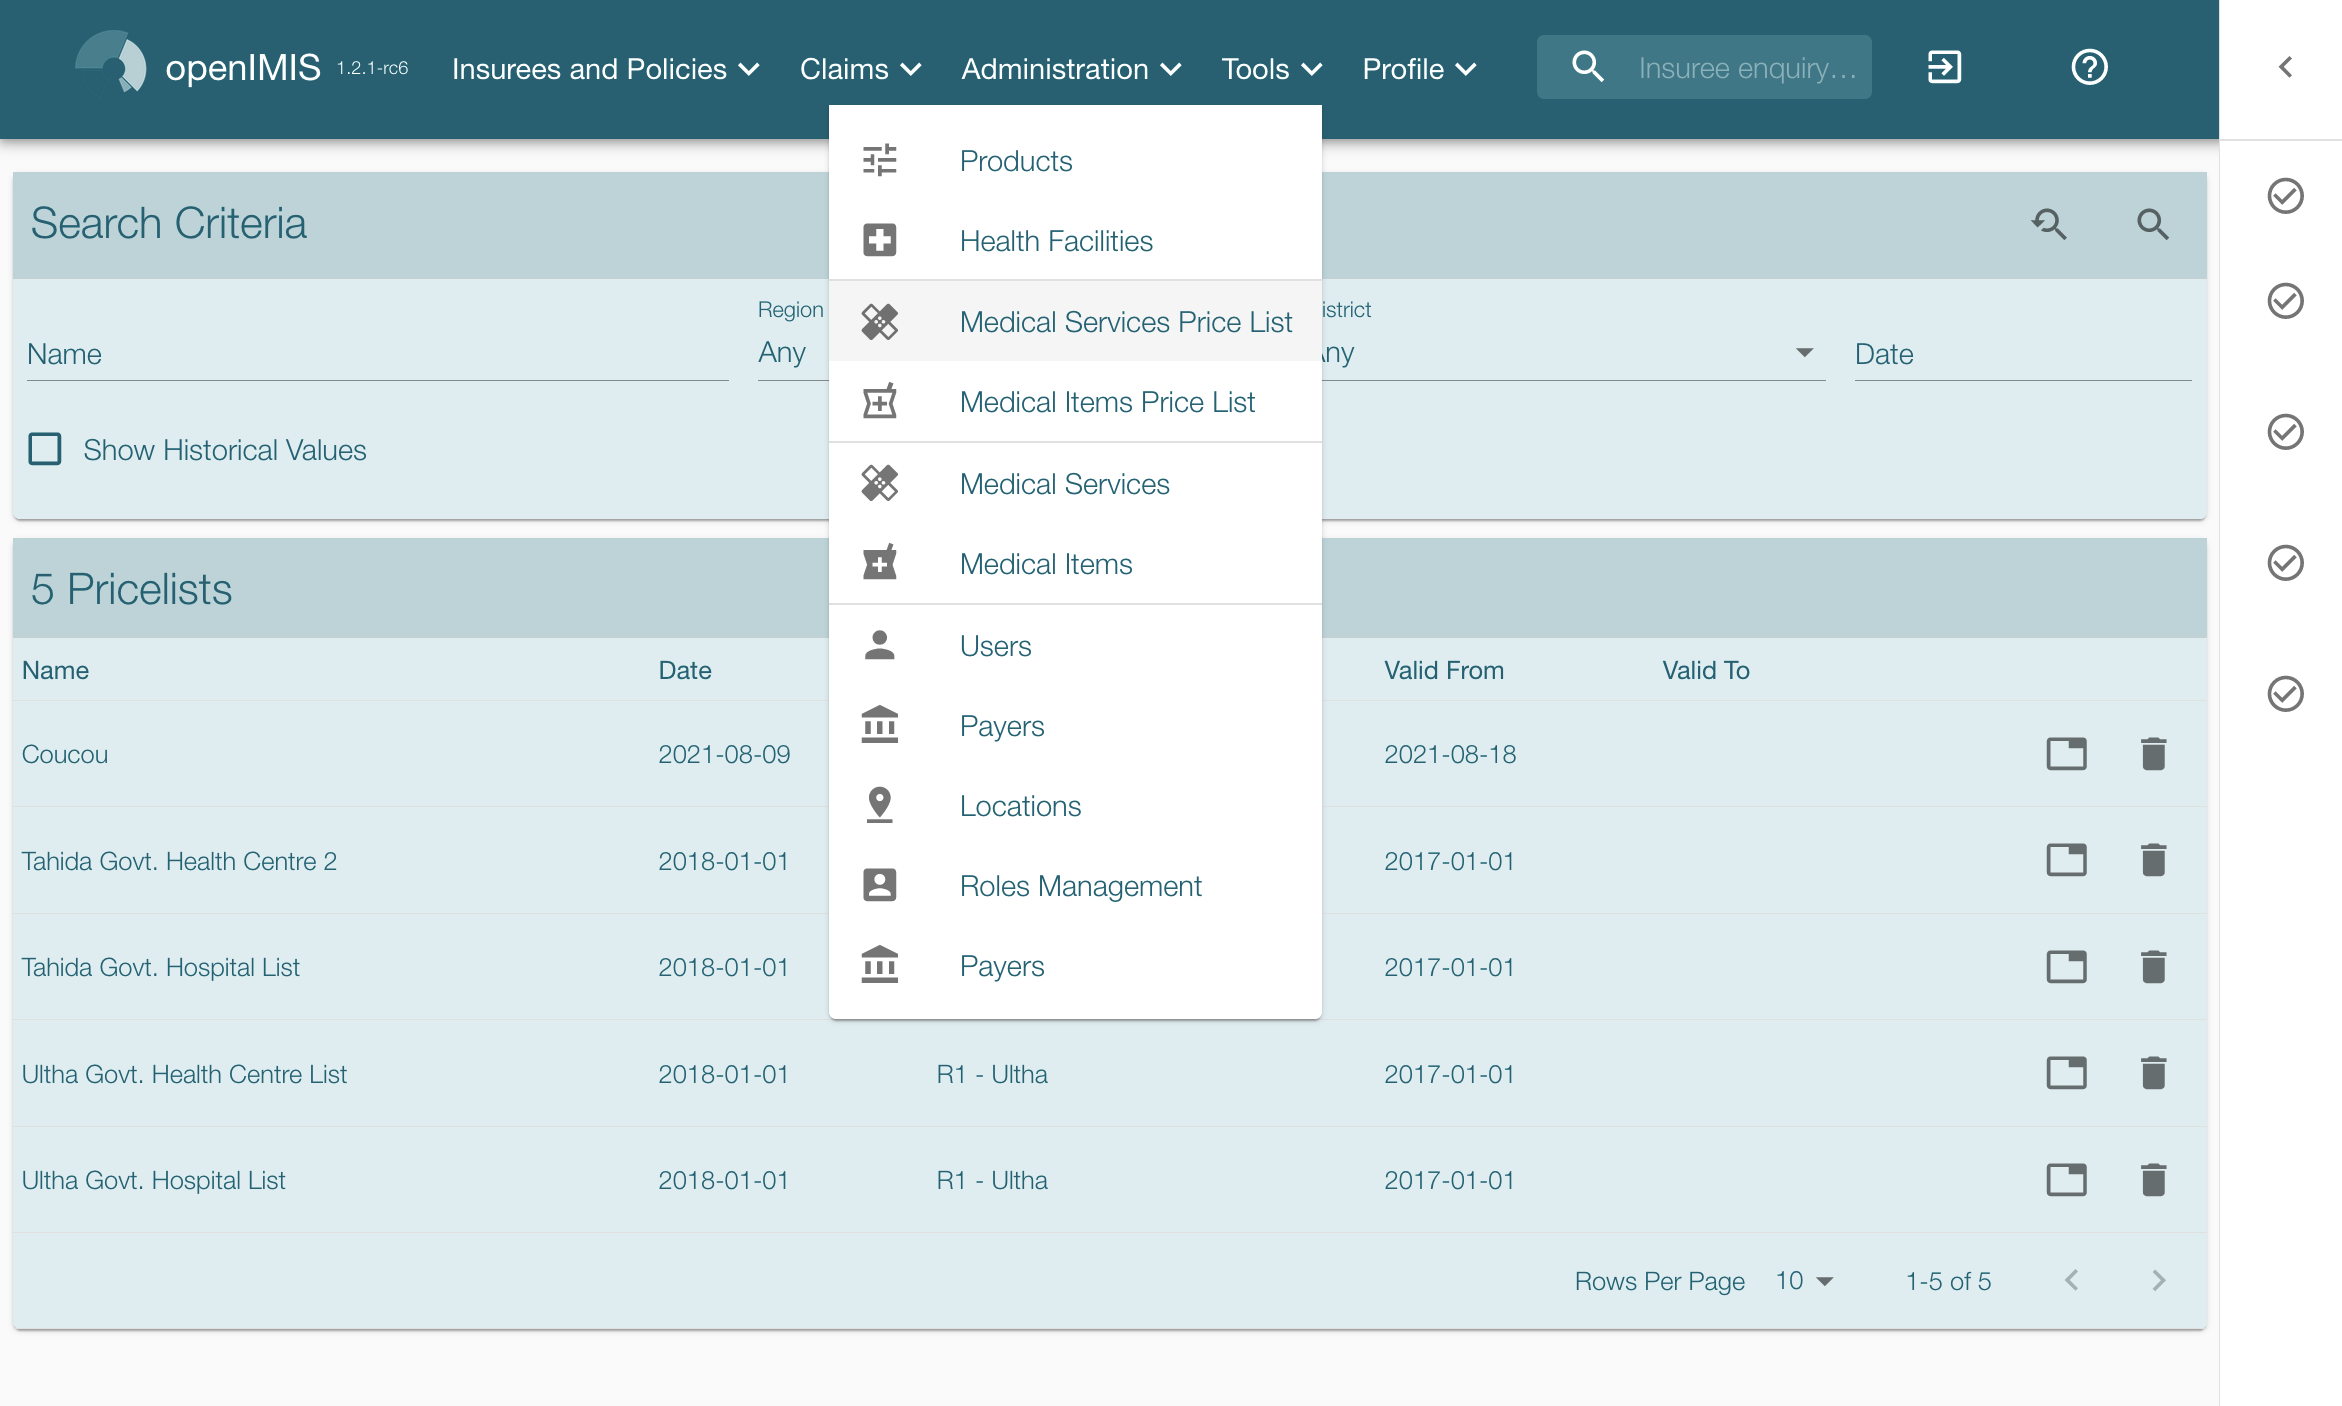 openIMIS 1.2.1-rc6 Insurees and Policies Claims Administration Tools Profile Insuree enquiry...
Products
Health Facilities
Medical Services Price List
Medical Items Price List
Medical Services
Medical Items
Users
Payers
Locations
Roles Management
Payers
Search Criteria
Name
Region
Any
istrict
ny
Date
Show Historical Values
5 Pricelists
Name Date Valid From Valid To
Coucou 2021-08-09 2021-08-18
Tahida Govt. Health Centre 2 2018-01-01 2017-01-01
Tahida Govt. Hospital List 2018-01-01 2017-01-01
Ultha Govt. Health Centre List 2018-01-01 R1 - Ultha 2017-01-01
Ultha Govt. Hospital List 2018-01-01 R1 - Ultha 2017-01-01
Rows Per Page 10 1-5 of 5